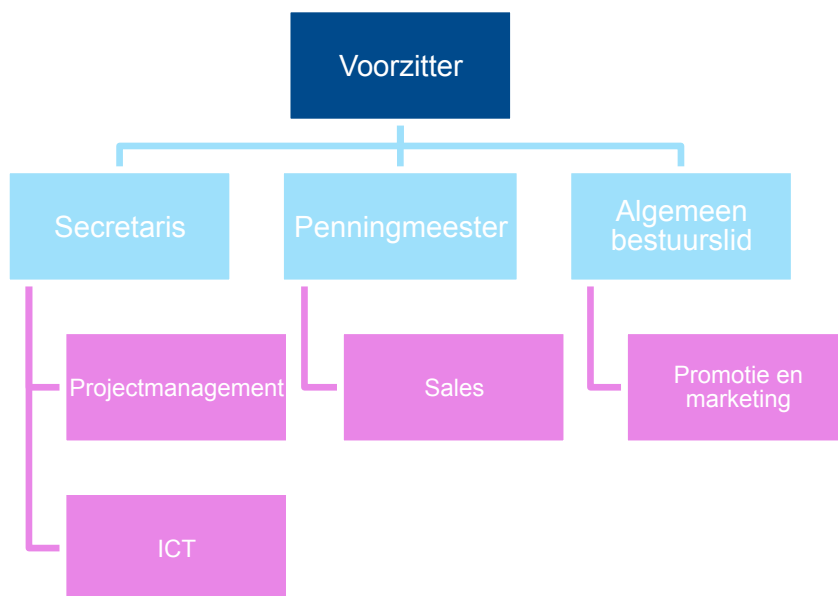 Voorzitter
Secretaris
Penningmeester
Algemeen
bestuurslid
Projectmanagement
Sales
Promotie en
marketing
ICT